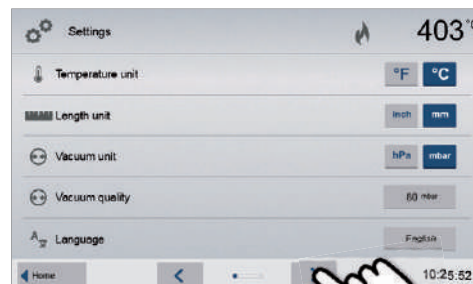 Settings 403°C
Temperature unit °F °C
Length unit inch mm
Vacuum unit hPa mbar
Vacuum quality 60 mbar
A Language English
Home 10:25:52